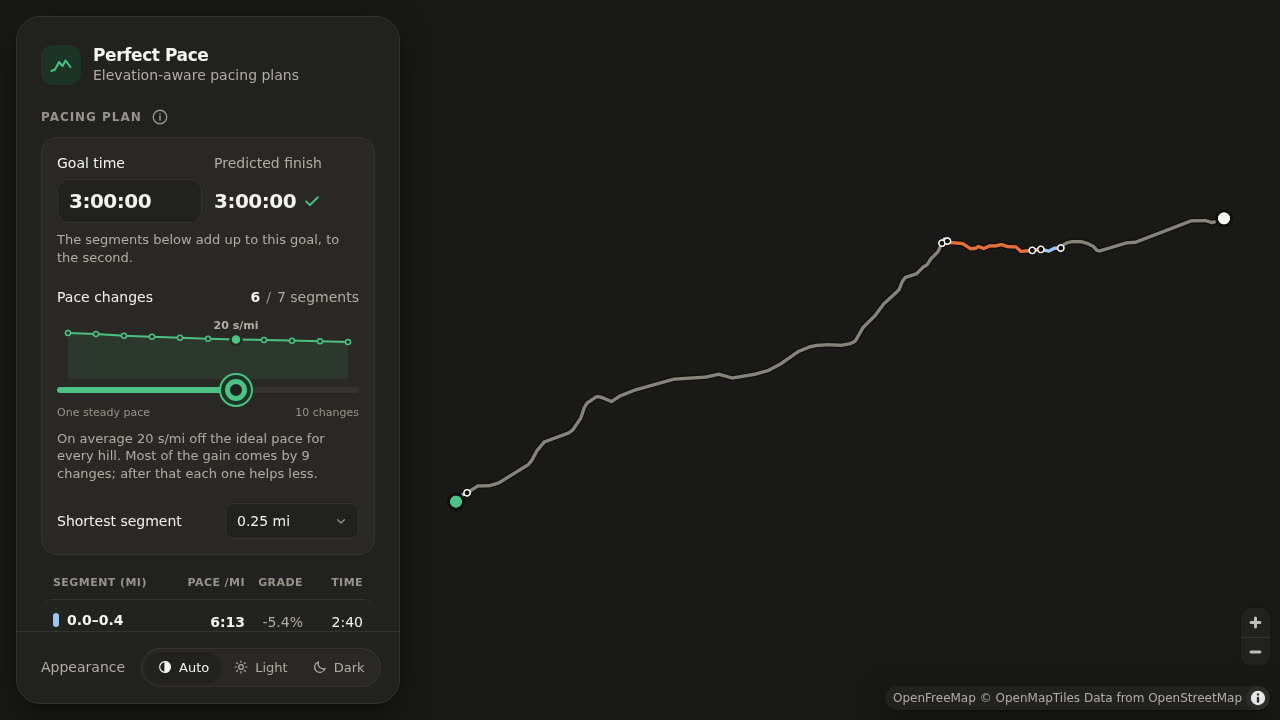 Perfect Pace
Elevation-aware pacing plans
PACING PLAN
Goal time
Predicted finish
3:00:00
3:00:00
The segments below add up to this goal, to
the second.
Pace changes
6 / 7 segments
20 s/mi
One steady pace
10 changes
On average 20 s/mi off the ideal pace for
every hill. Most of the gain comes by 9
changes; after that each one helps less.
Shortest segment
0.25 mi
SEGMENT (MI) PACE /MI GRADE TIME
0.0–0.4 6:13 -5.4% 2:40
Appearance
Auto
Light
Dark
OpenFreeMap © OpenMapTiles Data from OpenStreetMap